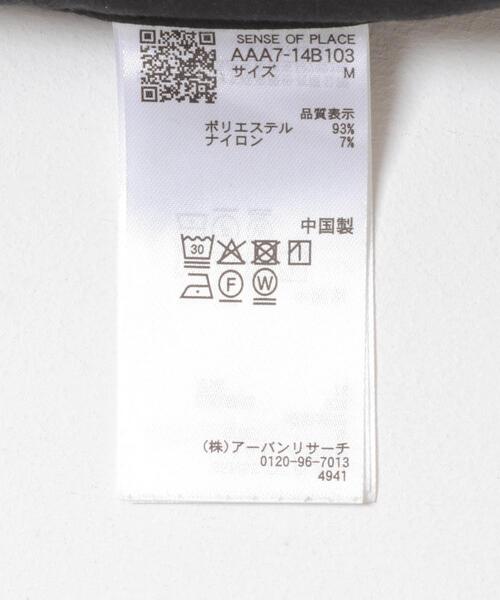 SENSE OF PLACE
AAA7-14B103
サイズ M
品質表示
ポリエステル 93%
ナイロン 7%
中国製
30
F W
(株)アーバンリサーチ
0120-96-7013
4941